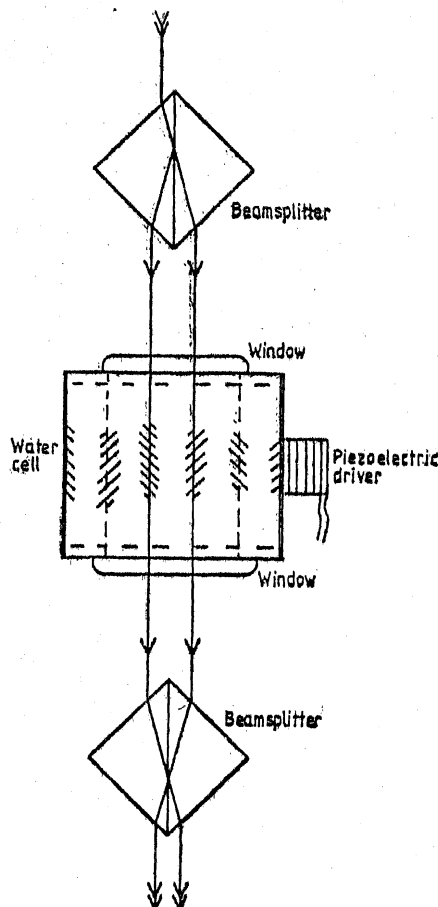 Beamsplitter
Window
Water
cell
Piezoelectric
driver
Window
Beamsplitter